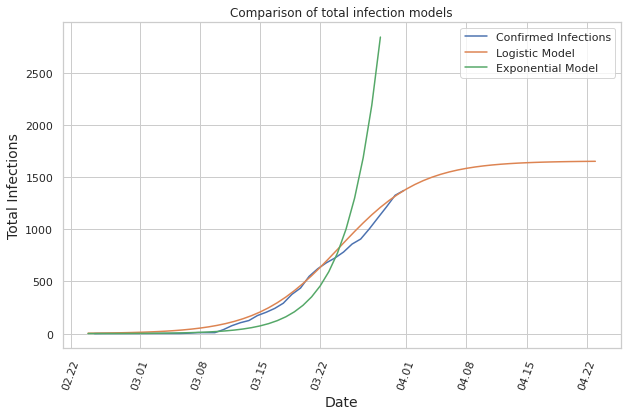 Comparison of total infection models
Confirmed Infections
Logistic Model
Exponential Model
Total Infections
2500
2000
1500
1000
500
0
02.22
03.01
03.08
03.15
03.22
04.01
04.08
04.15
04.22
Date